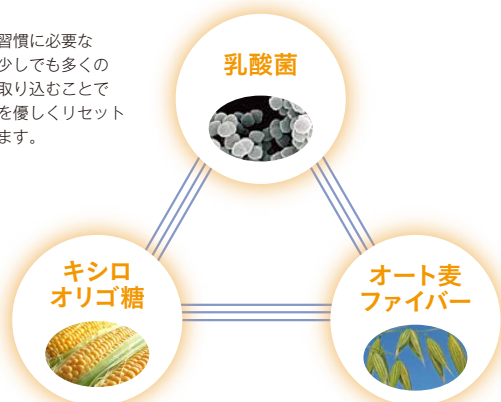 習慣に必要な
少しでも多くの
取り込むことで
を優しくリセット
ます。
乳酸菌
キシロ
オリゴ糖
オート麦
ファイバー